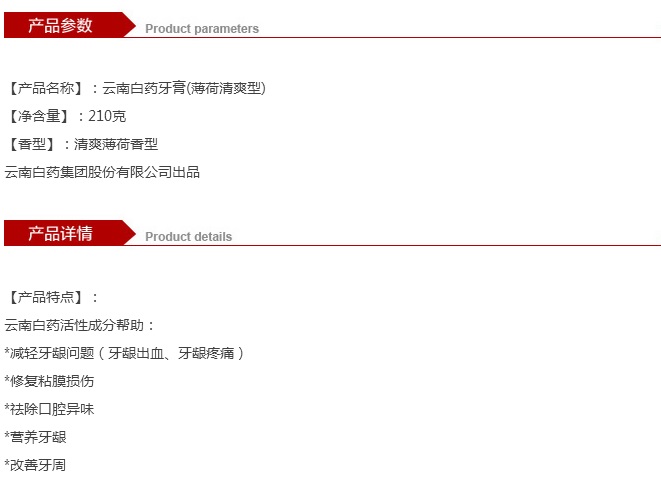 产品参数 Product parameters
【产品名称】：云南白药牙膏(薄荷清爽型)
【净含量】：210克
【香型】：清爽薄荷香型
云南白药集团股份有限公司出品
产品详情 Product details
【产品特点】：
云南白药活性成分帮助：
*减轻牙龈问题（牙龈出血、牙龈疼痛）
*修复粘膜损伤
*祛除口腔异味
*营养牙龈
*改善牙周